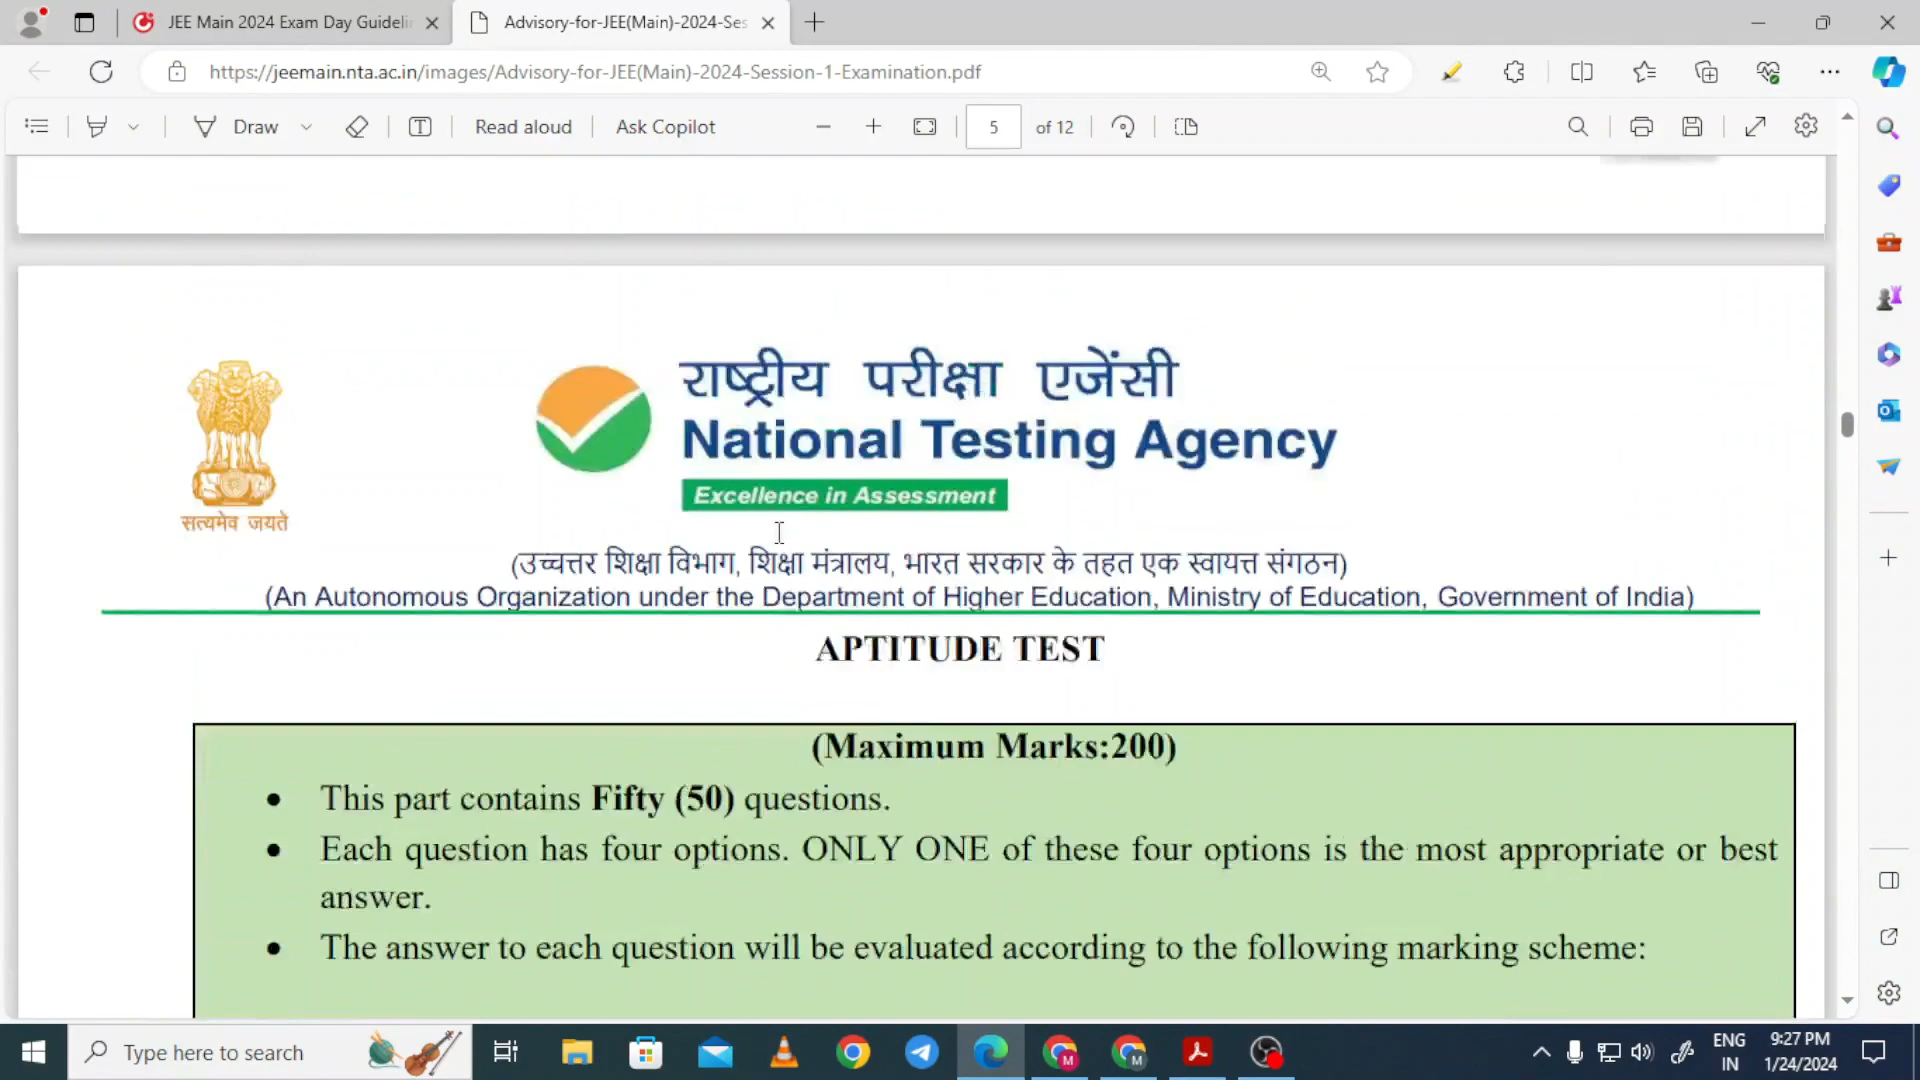 JEE Main 2024 Exam Day Guideli
Advisory-for-JEE(Main)-2024-Ses
https://jeemain.nta.ac.in/images/Advisory-for-JEE(Main)-2024-Session-1-Examination.pdf
Draw
Read aloud
Ask Copilot
5 of 12
राष्ट्रीय परीक्षा एजेंसी
National Testing Agency
Excellence in Assessment
सत्यमेव जयते
(उच्चत्तर शिक्षा विभाग, शिक्षा मंत्रालय, भारत सरकार के तहत एक स्वायत्त संगठन)
(An Autonomous Organization under the Department of Higher Education, Ministry of Education, Government of India)
APTITUDE TEST
(Maximum Marks:200)
• This part contains Fifty (50) questions.
• Each question has four options. ONLY ONE of these four options is the most appropriate or best
answer.
• The answer to each question will be evaluated according to the following marking scheme:
Type here to search
ENG
IN
9:27 PM
1/24/2024